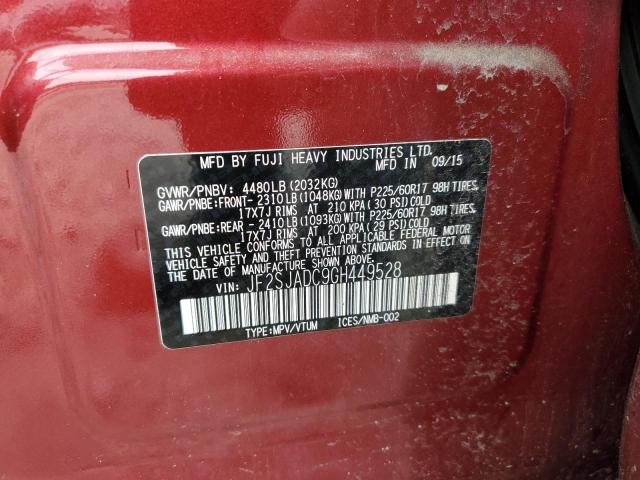 MFD BY FUJI HEAVY INDUSTRIES LTD.
MFD IN 09/15
GVWR/PNBV: 4480LB (2032KG)
GAWR/PNBE:FRONT- 2310LB (1048KG)WITH P225/60R17 98H TIRES,
17X7J RIMS AT 210 KPA (30 PSI)COLD
GAWR/PNBE:REAR - 2410LB (1093KG)WITH P225/60R17 98H TIRES,
17X7J RIMS AT 200 KPA (29 PSI)COLD
THIS VEHICLE CONFORMS TO ALL APPLICABLE FEDERAL MOTOR
VEHICLE SAFETY AND BUMPER STANDARDS IN EFFECT ON
THE DATE OF MANUFACTURE SHOWN ABOVE.
VIN: JF2SJADC9GH449528
TYPE:MPV/VTUM ICES/NMB-002